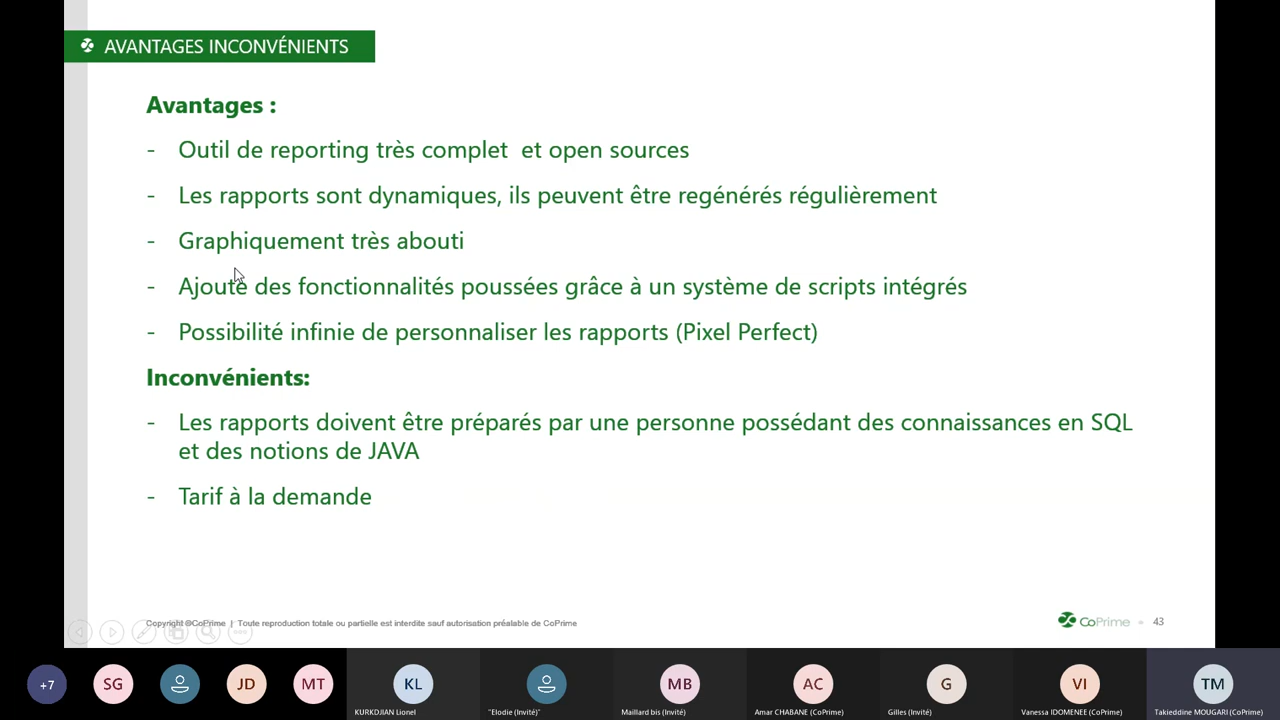 AVANTAGES INCONVÉNIENTS
Avantages :
- Outil de reporting très complet et open sources
- Les rapports sont dynamiques, ils peuvent être regénérés régulièrement
- Graphiquement très abouti
- Ajoute des fonctionnalités poussées grâce à un système de scripts intégrés
- Possibilité infinie de personnaliser les rapports (Pixel Perfect)
Inconvénients:
- Les rapports doivent être préparés par une personne possédant des connaissances en SQL
et des notions de JAVA
- Tarif à la demande
Copyright ©CoPrime | Toute reproduction totale ou partielle est interdite sauf autorisation préalable de CoPrime
CoPrime
43
+7
SG
JD
MT
KL
MB
AC
G
VI
TM
KURKDJIAN Lionel
"Elodie (Invité)"
Maillard bis (Invité)
Amar CHABANE (CoPrime)
Gilles (Invité)
Vanessa IDOMENEE (CoPrime)
Takieddine MOUGARI (CoPrime)